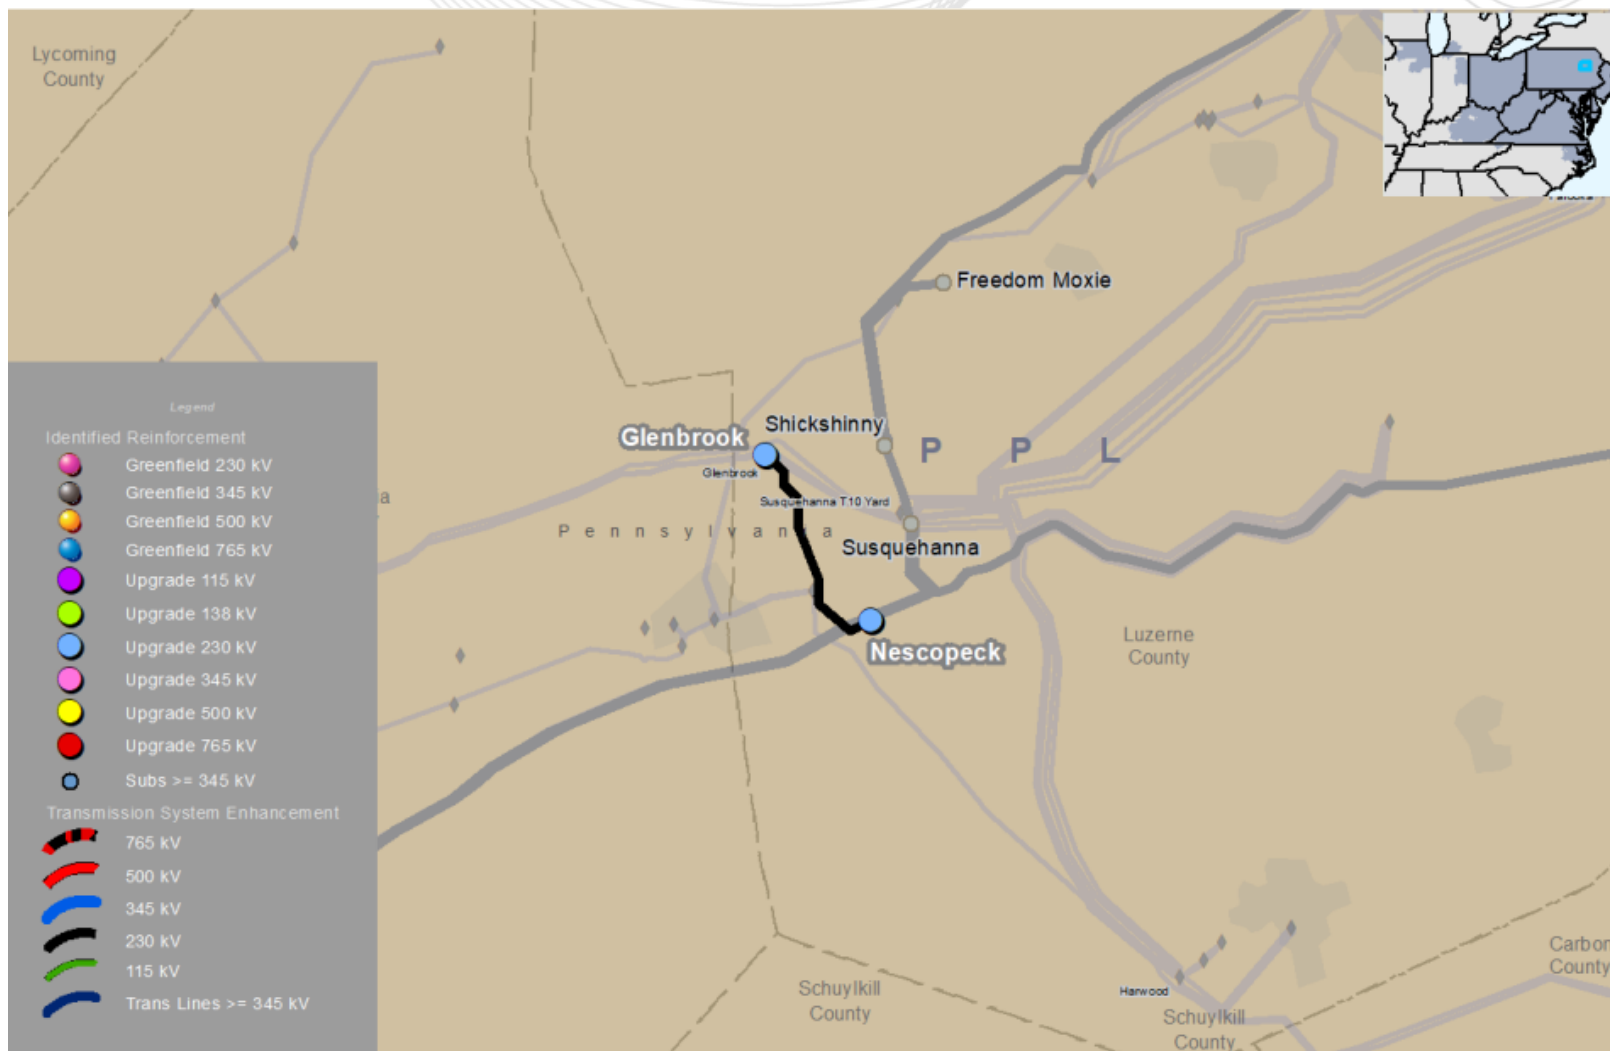 Lycoming
County
Freedom Moxie
Shickshinny
Glenbrook
Glenbrook
P P L
Susquehanna T10 Yard
Pennsylvania
Susquehanna
Nescopeck
Luzerne
County
Harwood
Schuylkill
County
Schuylkill
County
Carbon
County
Legend
Identified Reinforcement
Greenfield 230 kV
Greenfield 345 kV
Greenfield 500 kV
Greenfield 765 kV
Upgrade 115 kV
Upgrade 138 kV
Upgrade 230 kV
Upgrade 345 kV
Upgrade 500 kV
Upgrade 765 kV
Subs >= 345 kV
Transmission System Enhancement
765 kV
500 kV
345 kV
230 kV
115 kV
Trans Lines >= 345 kV